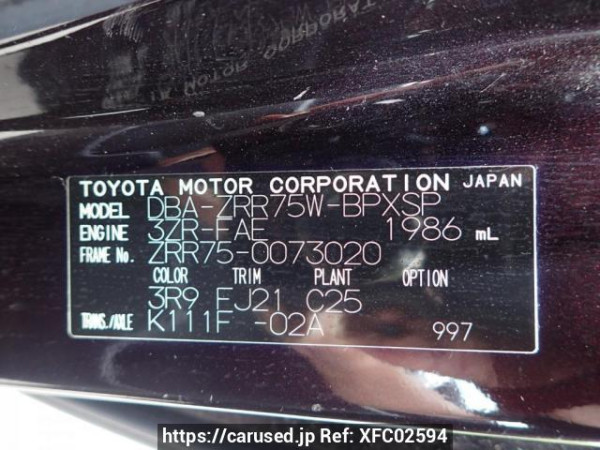 TOYOTA MOTOR CORPORATION JAPAN
MODEL DBA-ZRR75W-BPXSP
ENGINE 3ZR-FAE 1986 mL
FRAME No. ZRR75-0073020
COLOR TRIM PLANT OPTION
3R9 FJ21 C25
TRANS./AXLE K111F -02A 997
https://carused.jp Ref: XFC02594